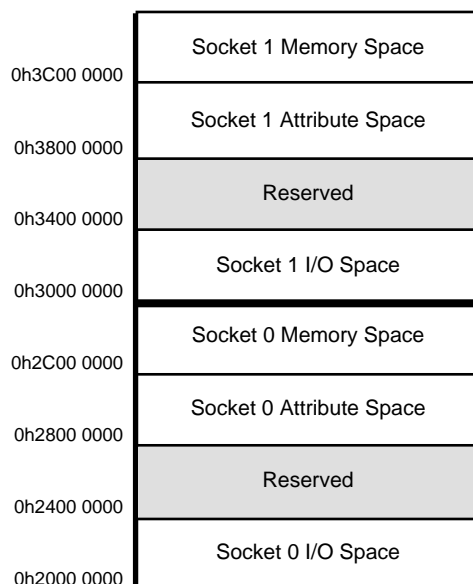 Socket 1 Memory Space
0h3C00 0000
Socket 1 Attribute Space
0h3800 0000
Reserved
0h3400 0000
Socket 1 I/O Space
0h3000 0000
Socket 0 Memory Space
0h2C00 0000
Socket 0 Attribute Space
0h2800 0000
Reserved
0h2400 0000
Socket 0 I/O Space
0h2000 0000